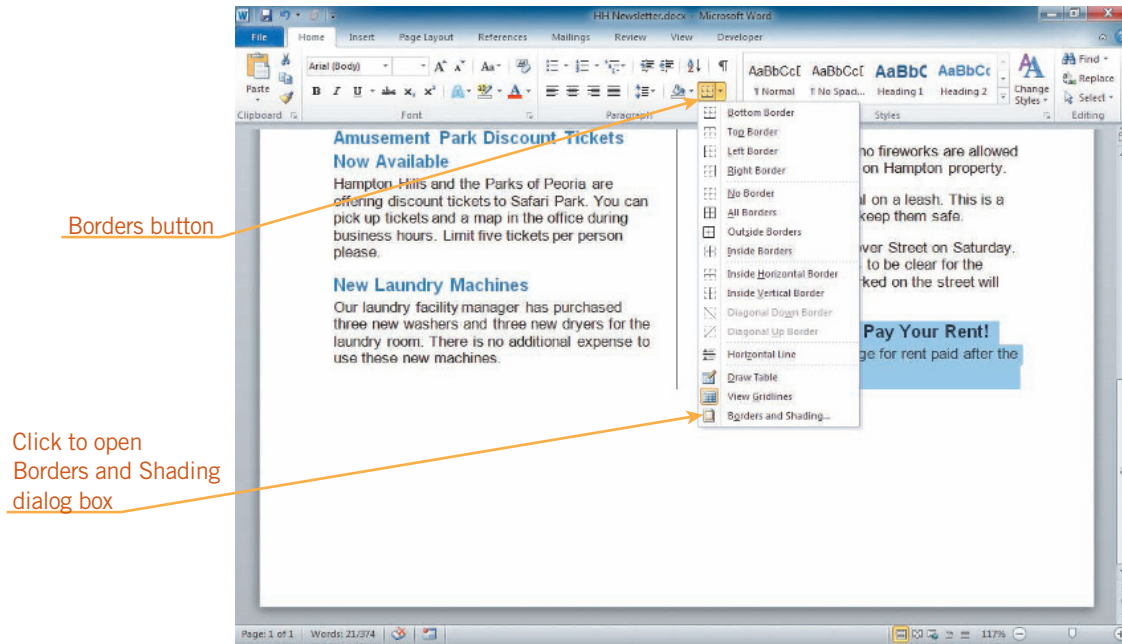 HH Newsletter.docx - Microsoft Word
File Home Insert Page Layout References Mailings Review View Developer
Arial (Body) Aa Find
Replace
Paste B I U abc x₂ x² A A AaBbCcD AaBbCcD AaBbC AaBbCc Change Styles Select
¶ Normal ¶ No Spaci... Heading 1 Heading 2
Clipboard Font Paragraph Styles Editing
Borders button
Click to open
Borders and Shading
dialog box
Amusement Park Discount Tickets
Now Available
Hampton Hills and the Parks of Peoria are
offering discount tickets to Safari Park. You can
pick up tickets and a map in the office during
business hours. Limit five tickets per person
please.
New Laundry Machines
Our laundry facility manager has purchased
three new washers and three new dryers for the
laundry room. There is no additional expense to
use these new machines.
Bottom Border
Top Border
Left Border
Right Border
No Border
All Borders
Outside Borders
Inside Borders
Inside Horizontal Border
Inside Vertical Border
Diagonal Down Border
Diagonal Up Border
Horizontal Line
Draw Table
View Gridlines
Borders and Shading...
no fireworks are allowed
on Hampton property.
on a leash. This is a
keep them safe.
Street on Saturday.
to be clear for the
on the street will
Pay Your Rent!
for rent paid after the
Page: 1 of 1 Words: 21/374 117%